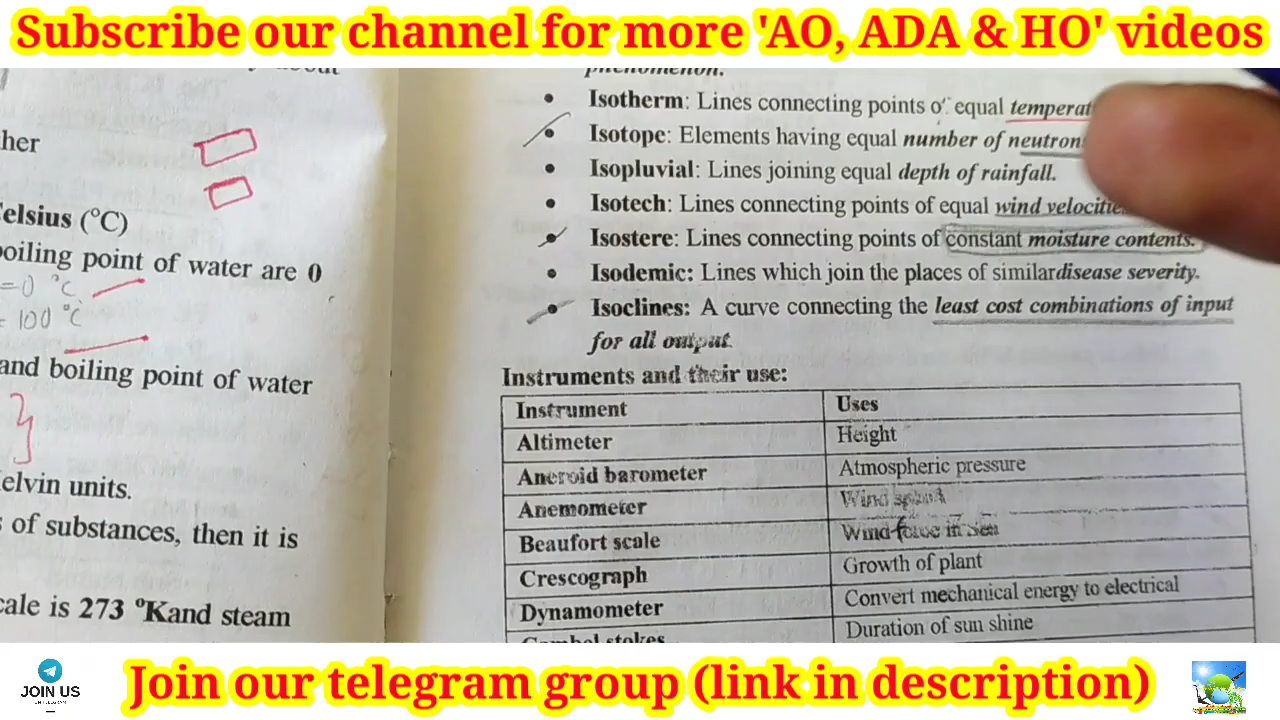 Subscribe our channel for more 'AO, ADA & HO' videos
phenomenon.
• Isotherm: Lines connecting points of equal
• Isotope: Elements having equal number of
• Isopluvial: Lines joining equal depth of rainfall.
• Isotech: Lines connecting points of equal wind
• Isostere: Lines connecting points of constant moisture contents.
• Isodemic: Lines which join the places of similardisease severity.
• Isoclines: A curve connecting the least cost combinations of input
for all output.
Instruments and their use:
Instrument Uses
Altimeter Height
Aneroid barometer Atmospheric pressure
Anemometer Wind
Beaufort scale Wind force in Sea
Crescograph Growth of plant
Dynamometer Convert mechanical energy to electrical
Duration of sun shine
(°C)
boiling point of water are 0
=0 °C
= 100 °C
and boiling point of water
units.
of substances, then it is
is 273 °Kand steam
Join our telegram group (link in description)
JOIN US